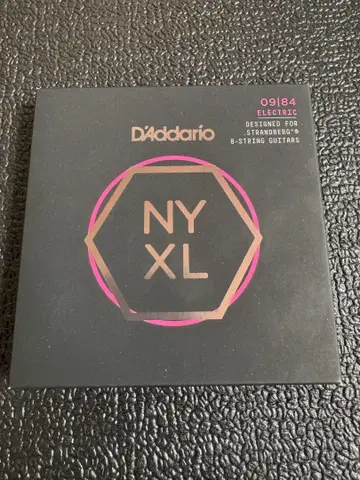 09|84
ELECTRIC
DESIGNED FOR
.STRANDBERG*®
8-STRING GUITARS
D'Addario
NY
XL